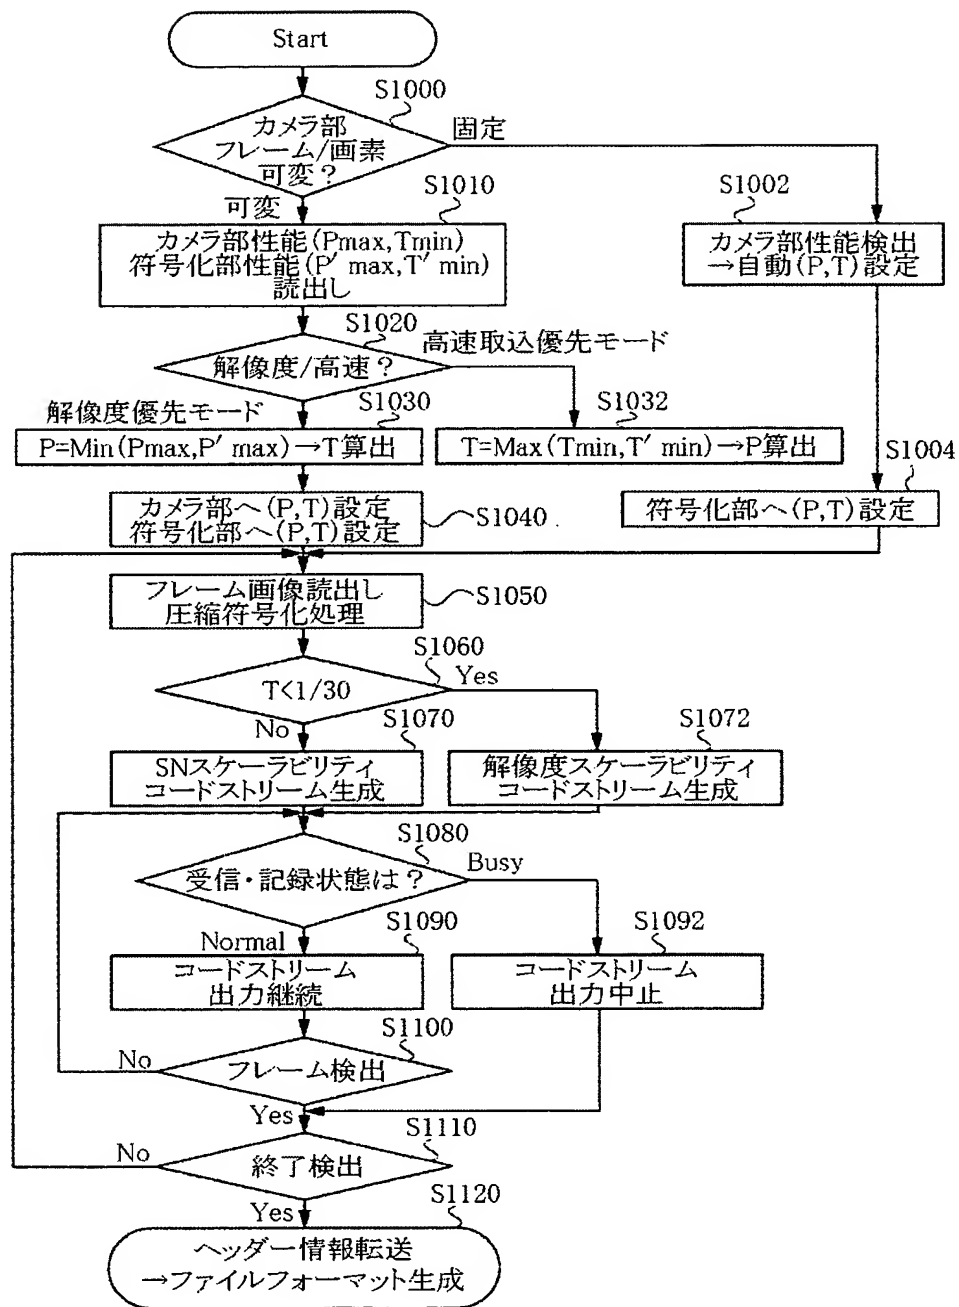 Start
S1000
カメラ部
フレーム/画素
可変？
固定
可変
S1010
カメラ部性能(Pmax,Tmin)
符号化部性能(P' max,T' min)
読出し
S1002
カメラ部性能検出
→自動(P,T)設定
S1020
解像度/高速？
高速取込優先モード
解像度優先モード
S1030
P=Min(Pmax,P' max)→T算出
S1032
T=Max(Tmin,T' min)→P算出
S1004
符号化部へ(P,T)設定
カメラ部へ(P,T)設定
符号化部へ(P,T)設定
S1040
フレーム画像読出し
圧縮符号化処理
S1050
S1060
T<1/30
Yes
No
S1070
SNスケーラビリティ
コードストリーム生成
S1072
解像度スケーラビリティ
コードストリーム生成
S1080
受信・記録状態は？
Busy
Normal
S1090
コードストリーム
出力継続
S1092
コードストリーム
出力中止
S1100
フレーム検出
No
Yes
S1110
終了検出
No
Yes
S1120
ヘッダー情報転送
→ファイルフォーマット生成